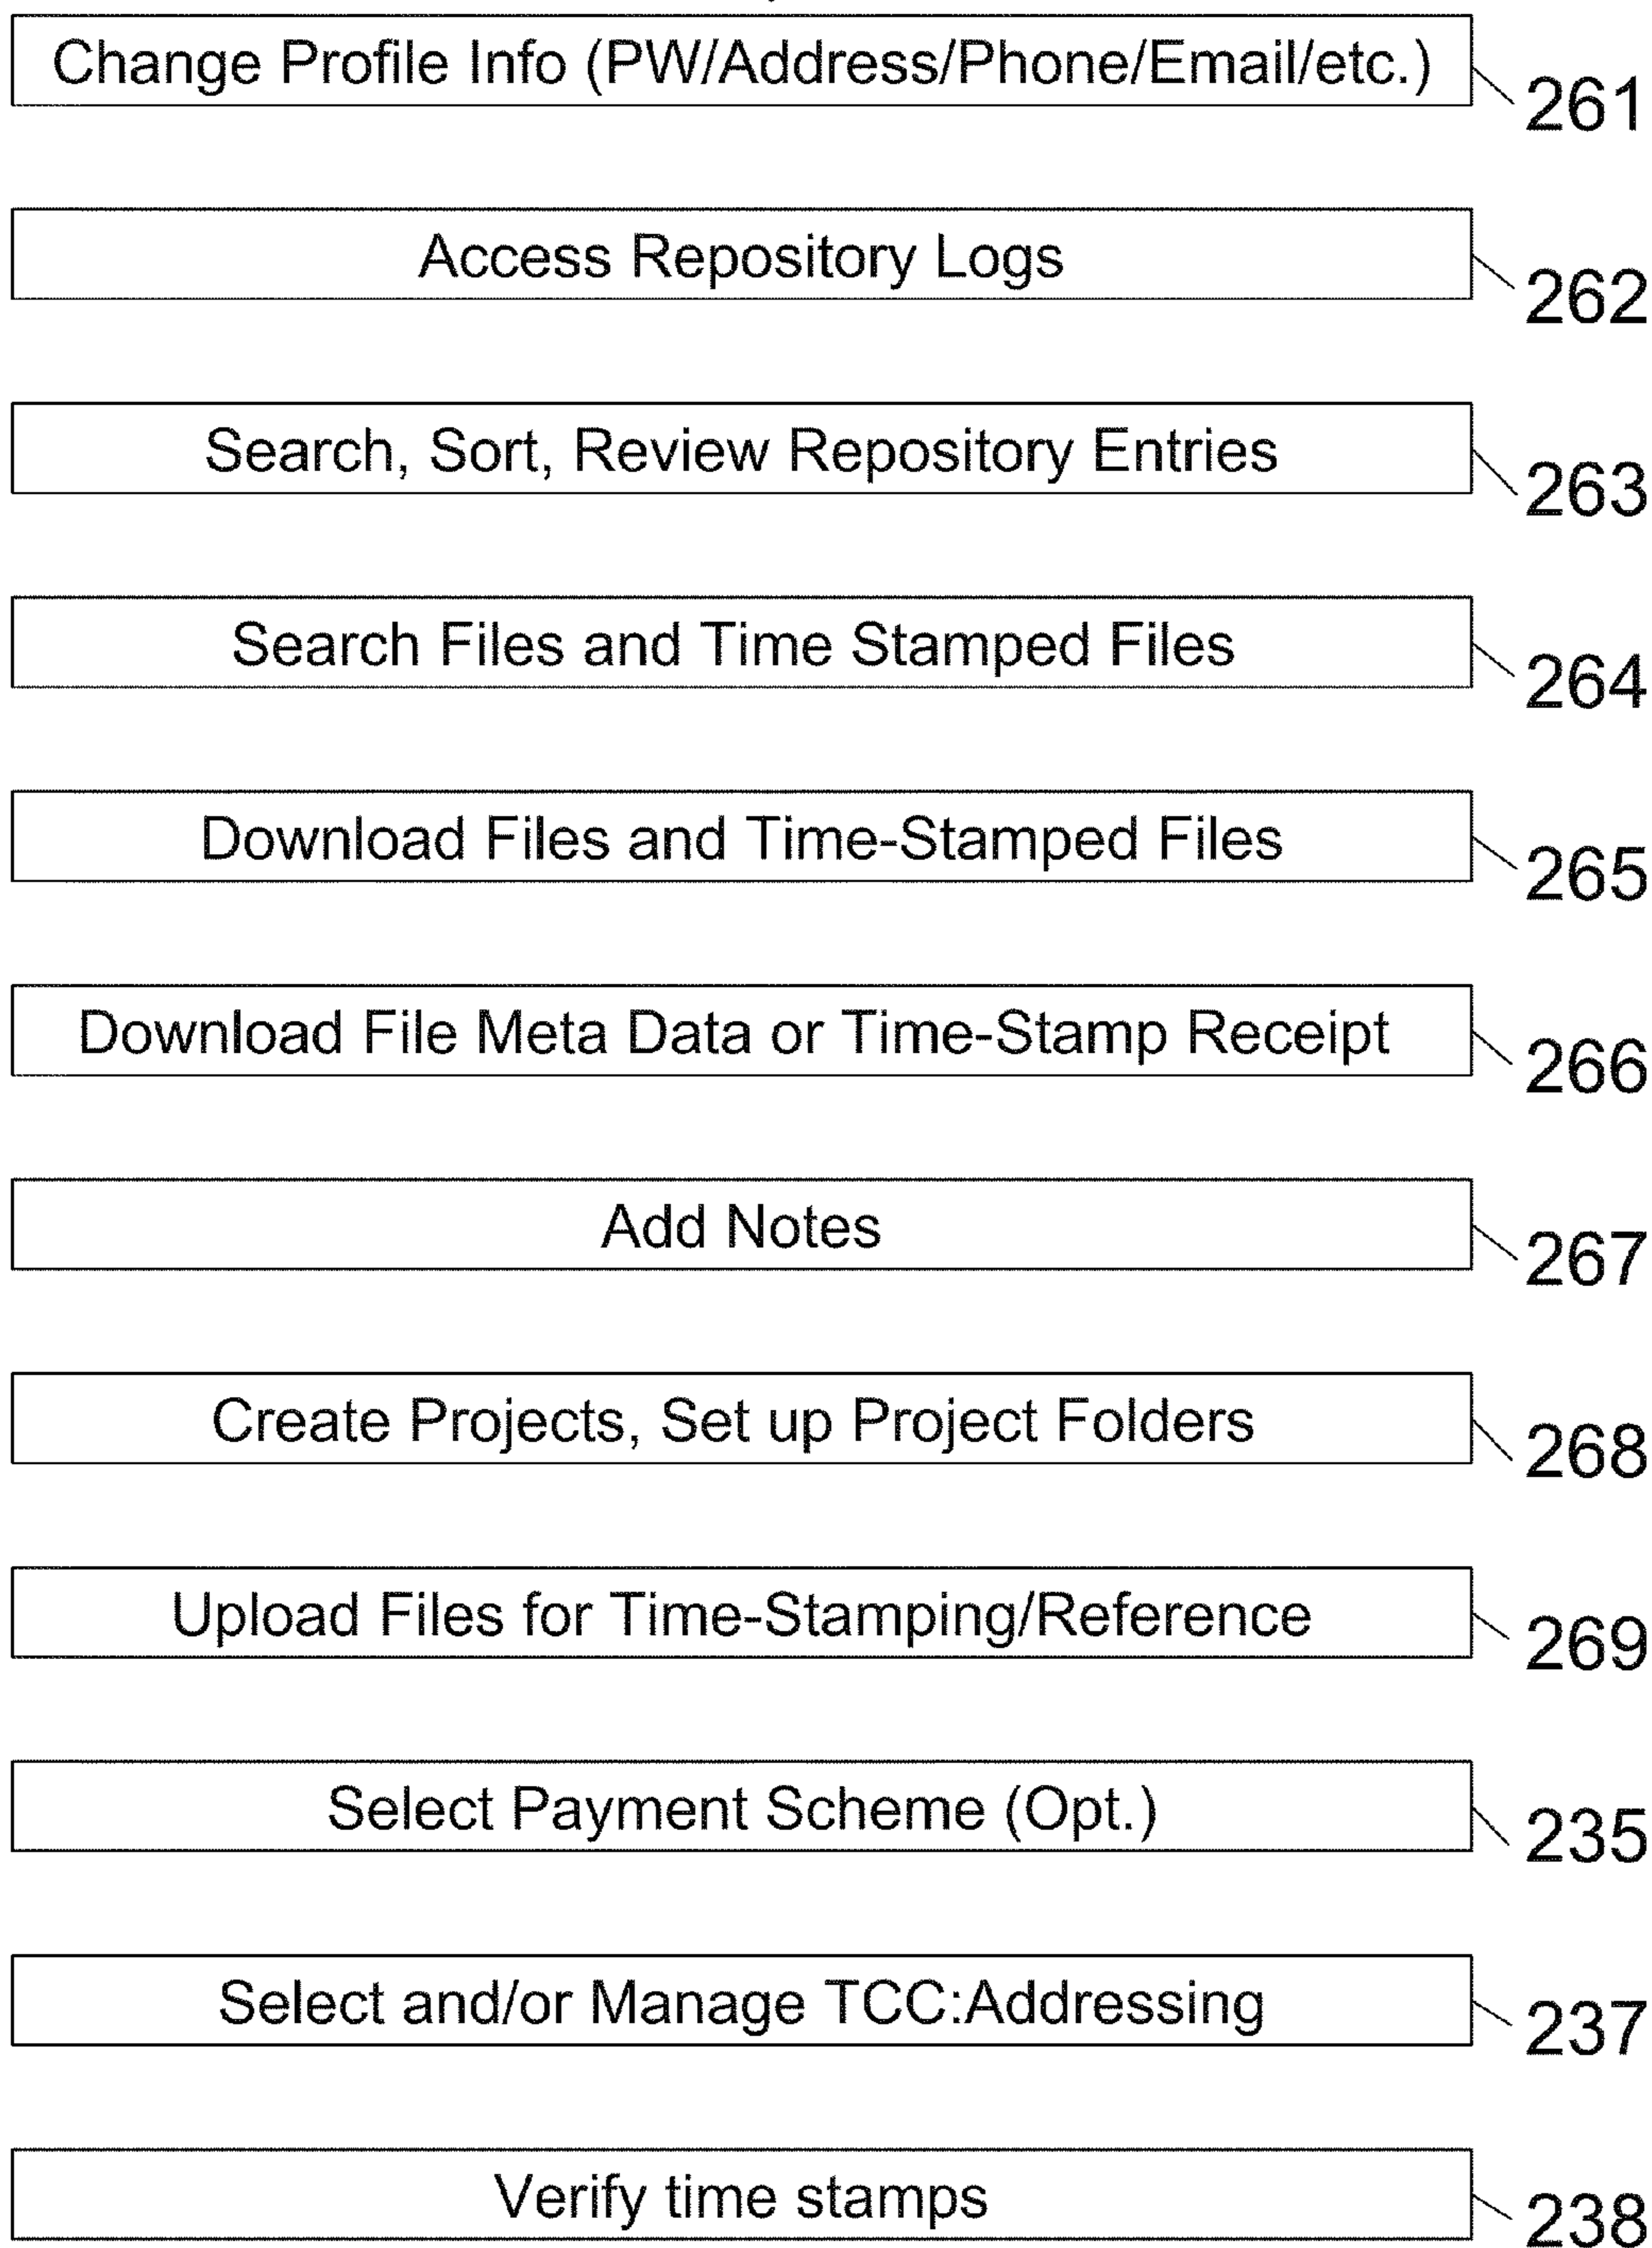 Change Profile Info (PW/Address/Phone/Email/etc.)
261
Access Repository Logs
262
Search, Sort, Review Repository Entries
263
Search Files and Time Stamped Files
264
Download Files and Time-Stamped Files
265
Download File Meta Data or Time-Stamp Receipt
266
Add Notes
267
Create Projects, Set up Project Folders
268
Upload Files for Time-Stamping/Reference
269
Select Payment Scheme (Opt.)
235
Select and/or Manage TCC:Addressing
237
Verify time stamps
238